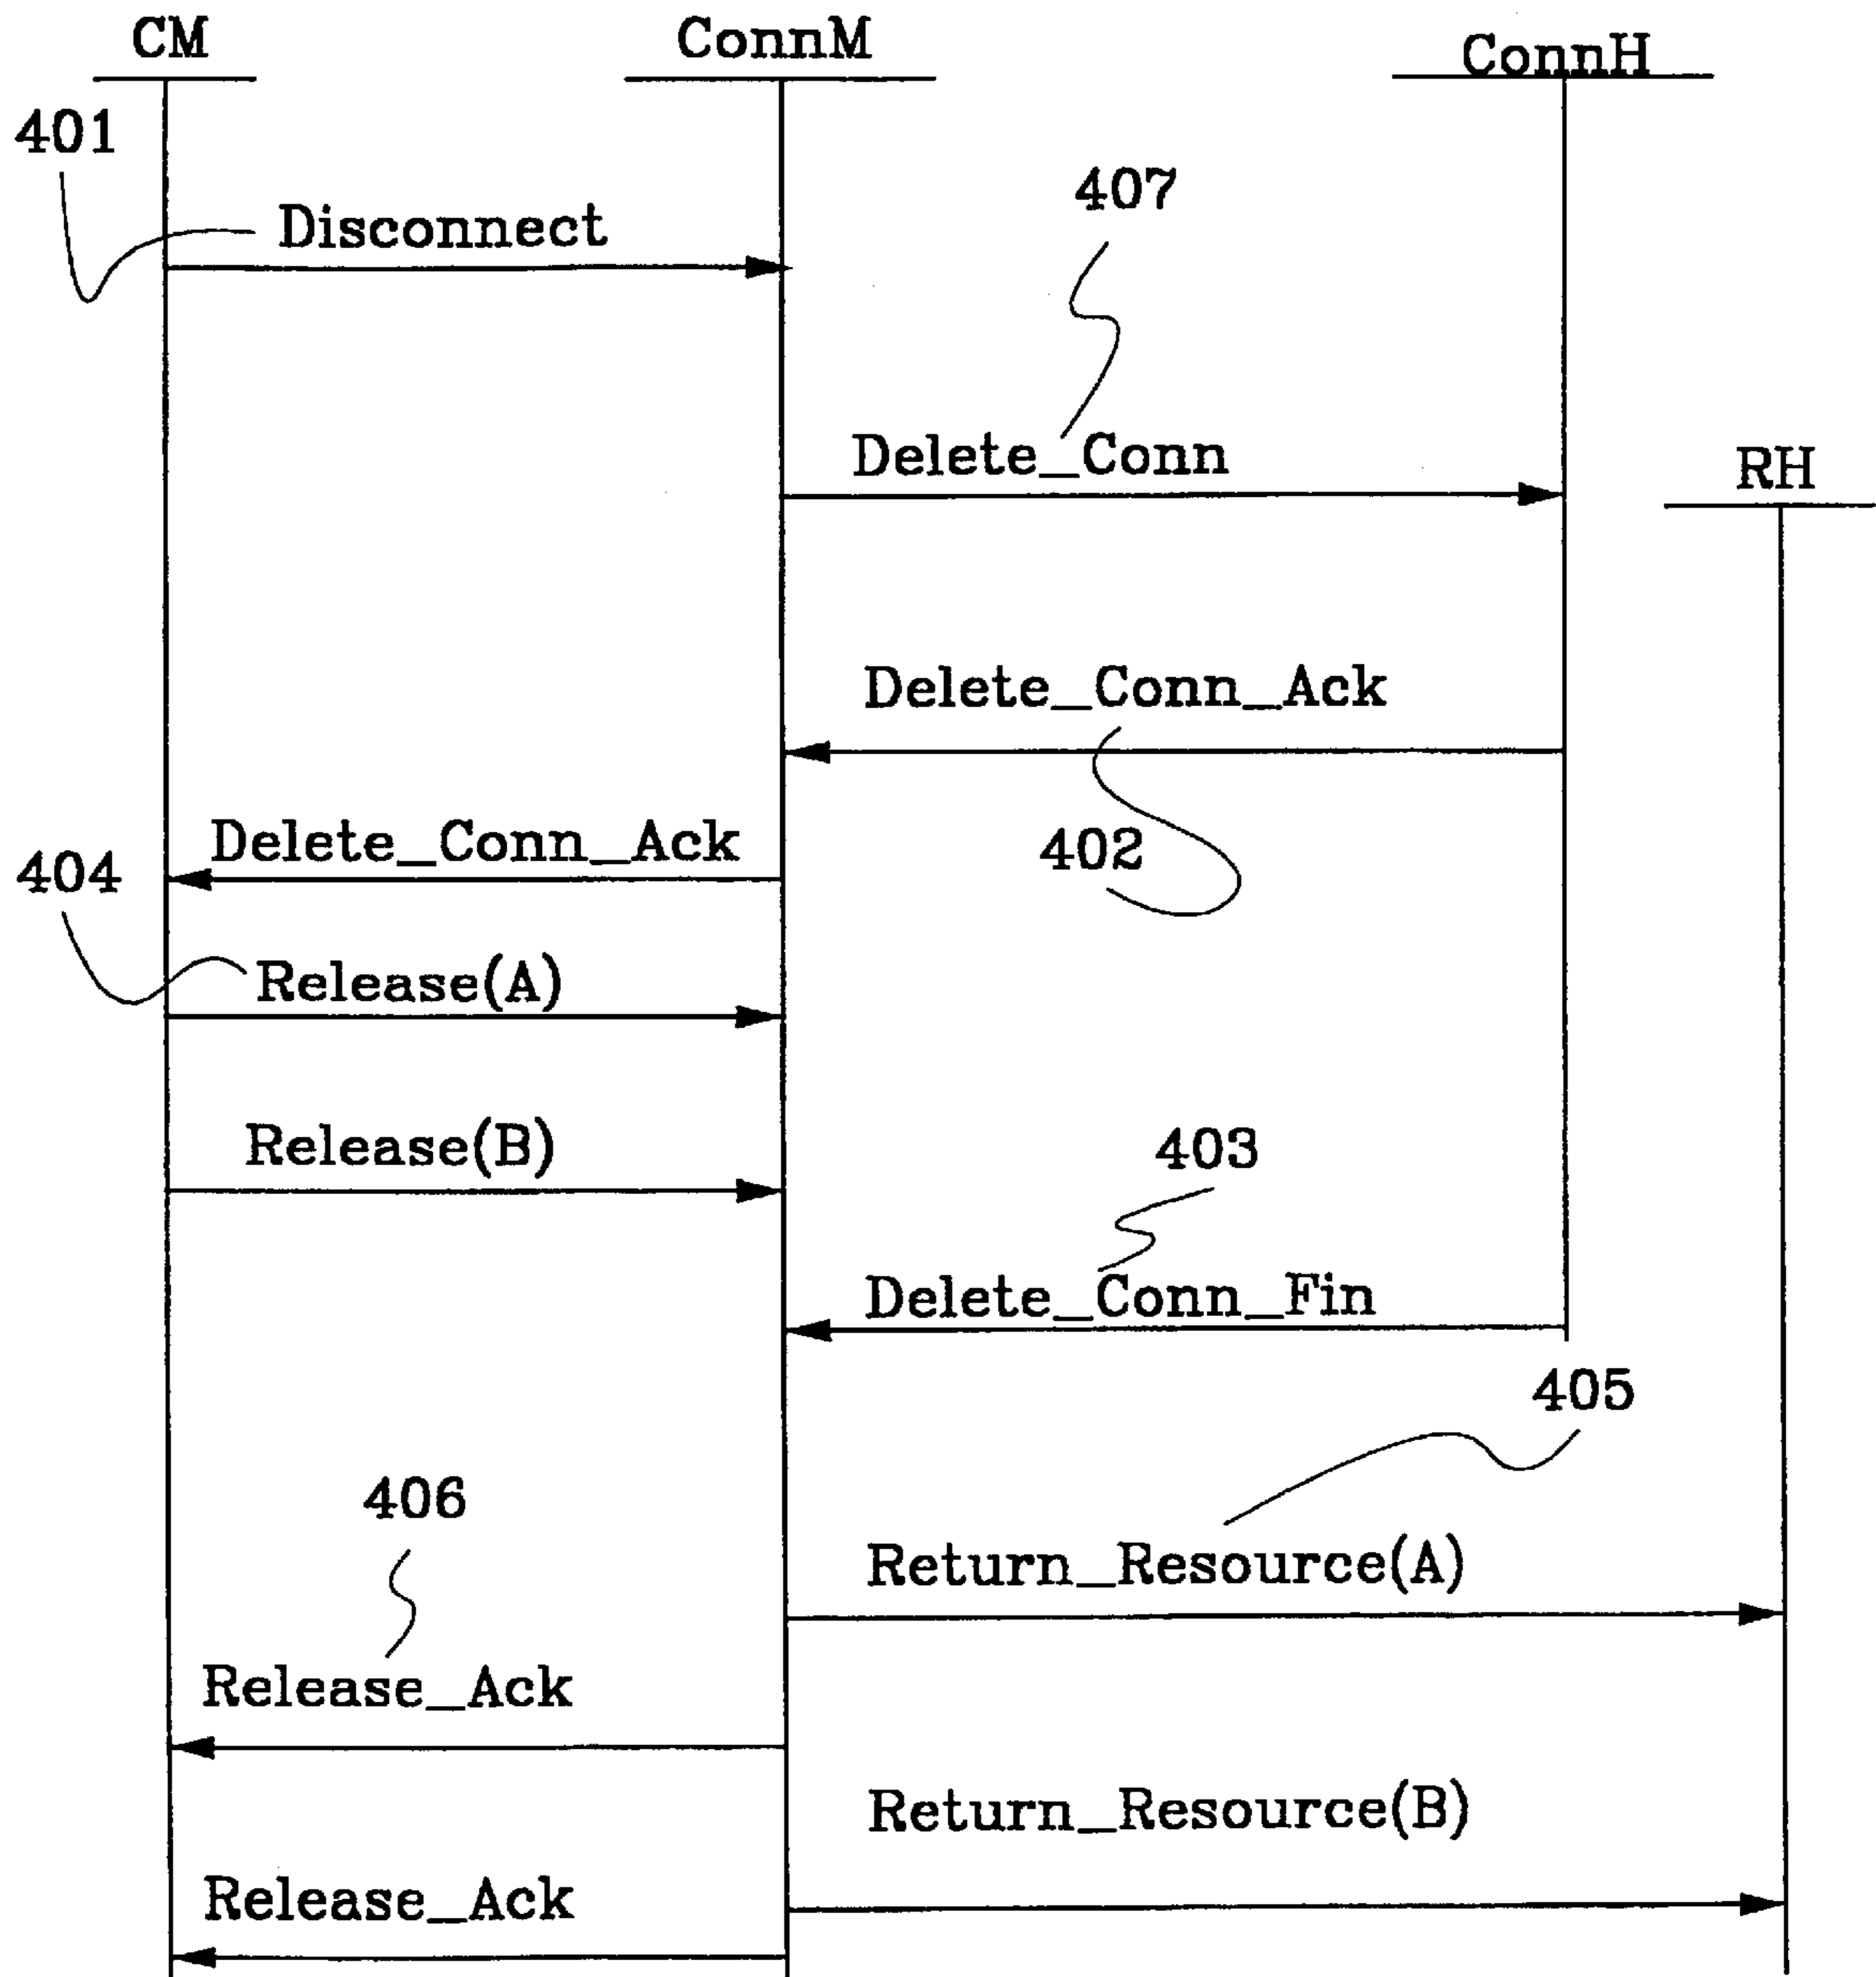 CM
ConnM
ConnH
401
407
Disconnect
Delete_Conn
RH
Delete_Conn_Ack
Delete_Conn_Ack
402
404
Release(A)
Release(B)
403
Delete_Conn_Fin
405
406
Return_Resource(A)
Release_Ack
Return_Resource(B)
Release_Ack